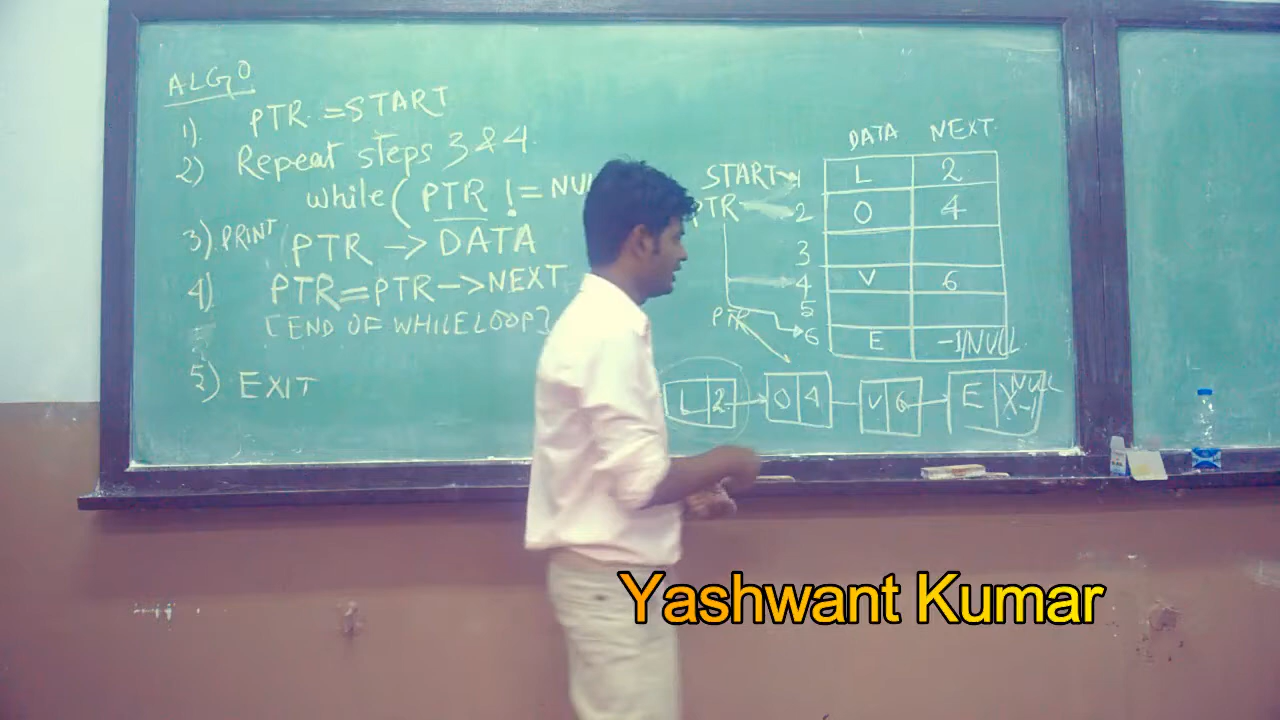 ALGO
1). PTR = START
2) Repeat steps 3 & 4.
while ( PTR != NUL
3) PRINT PTR -> DATA
4) PTR = PTR -> NEXT
[END OF WHILE LOOP]
5) EXIT
DATA NEXT
START 1 L 2
PTR 2 O 4
3
4 V 6
5
PTR 6 E -1/NULL
L 2 O 4 V 6 E NULL -1
Yashwant Kumar